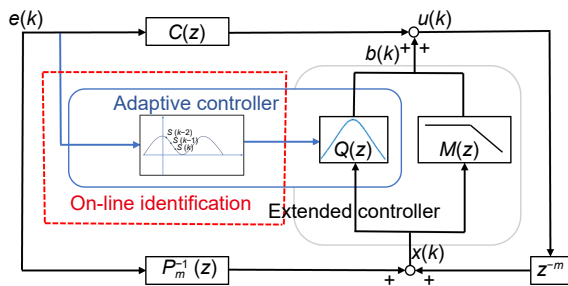 e(k)
C(z)
u(k)
b(k) + +
Adaptive controller
S (k−2)
S (k−1)
S (k)
Q(z)
M(z)
On-line identification
Extended controller
x(k)
P_m^{−1} (z)
+ +
z^{−m}